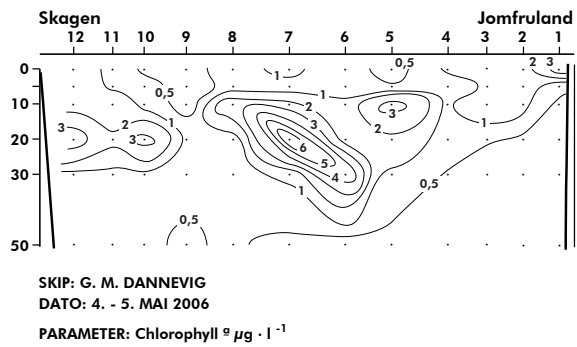 Skagen Jomfruland
12 11 10 9 8 7 6 5 4 3 2 1
0 1 0,5 2 3
0,5
10 1 2 3 1
3 2 1 3 2 1
20 3 6
5
30 4
1 0,5
0,5
50
SKIP: G. M. DANNEVIG
DATO: 4. - 5. MAI 2006
PARAMETER: Chlorophyll ª µg · l ⁻¹